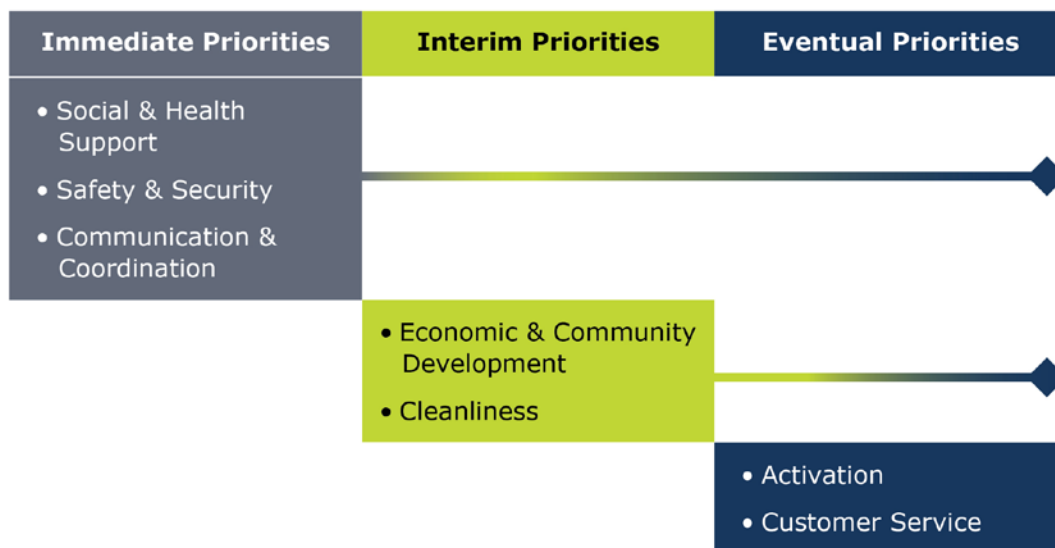 Immediate Priorities
Interim Priorities
Eventual Priorities
• Social & Health
Support
• Safety & Security
• Communication &
Coordination
• Economic & Community
Development
• Cleanliness
• Activation
• Customer Service